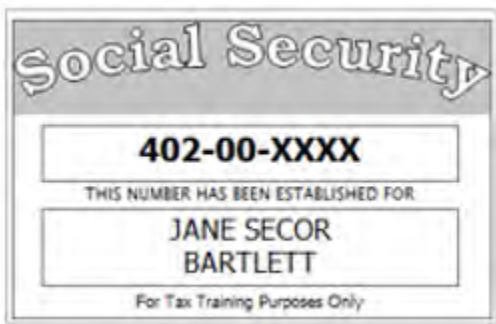 Social Security
402-00-XXXX
THIS NUMBER HAS BEEN ESTABLISHED FOR
JANE SECOR
BARTLETT
For Tax Training Purposes Only